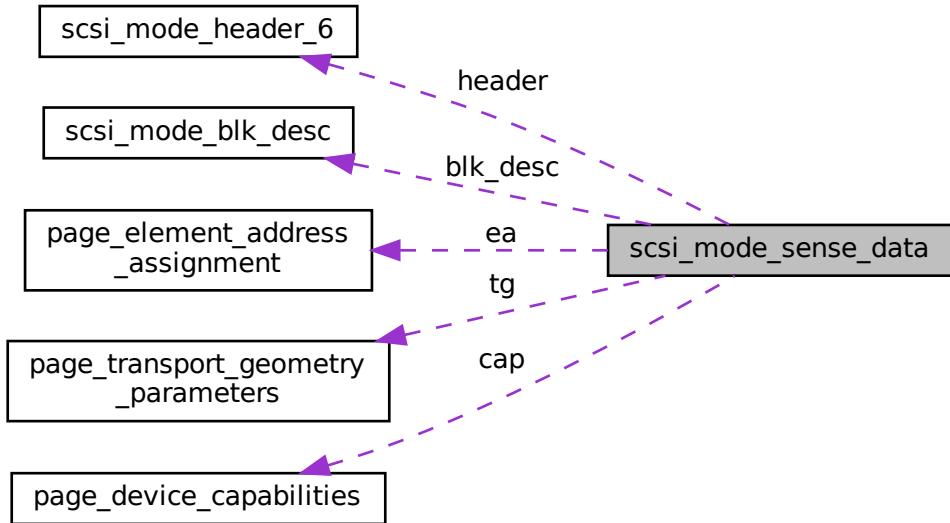 scsi_mode_header_6
header
scsi_mode_blk_desc
blk_desc
page_element_address
_assignment
ea
scsi_mode_sense_data
tg
page_transport_geometry
_parameters
cap
page_device_capabilities